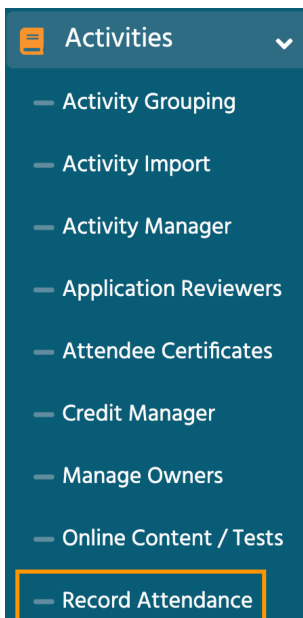 Activities
Activity Grouping
Activity Import
Activity Manager
Application Reviewers
Attendee Certificates
Credit Manager
Manage Owners
Online Content / Tests
Record Attendance